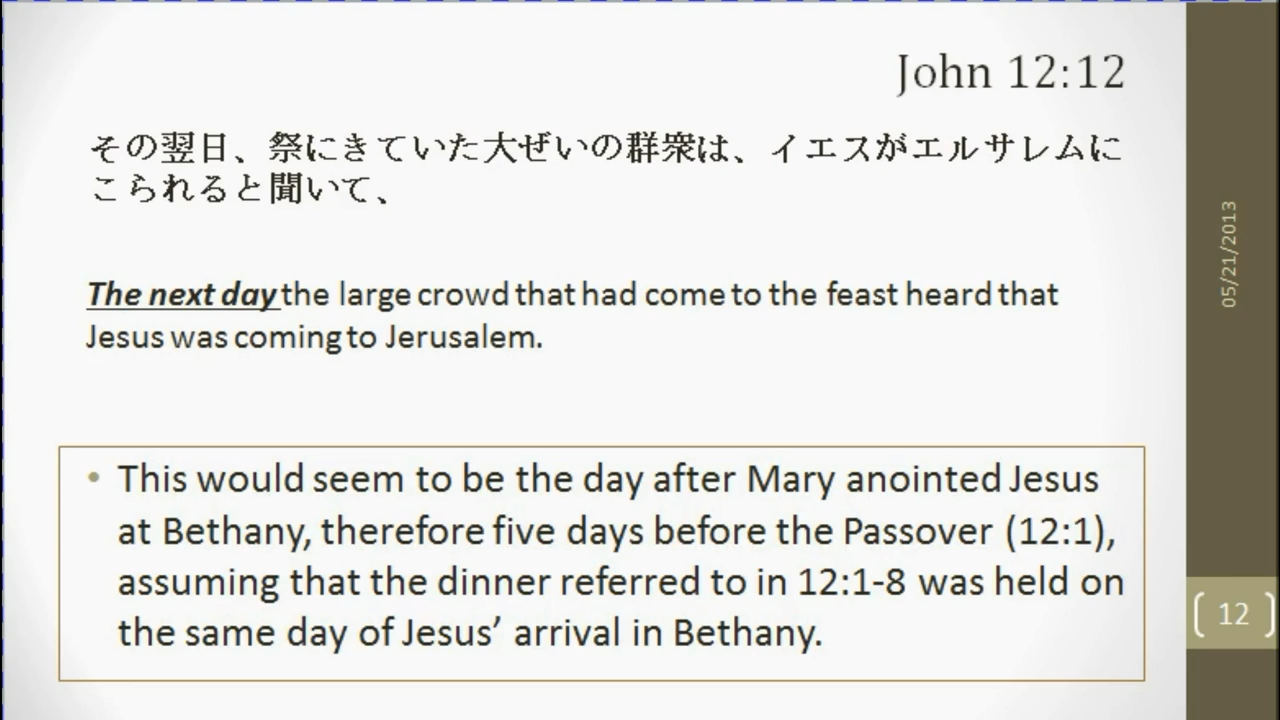 John 12:12
その翌日、祭にきていた大ぜいの群衆は、イエスがエルサレムに
こられると聞いて、
The next day the large crowd that had come to the feast heard that
Jesus was coming to Jerusalem.
• This would seem to be the day after Mary anointed Jesus
at Bethany, therefore five days before the Passover (12:1),
assuming that the dinner referred to in 12:1-8 was held on
the same day of Jesus’ arrival in Bethany.
05/21/2013
12